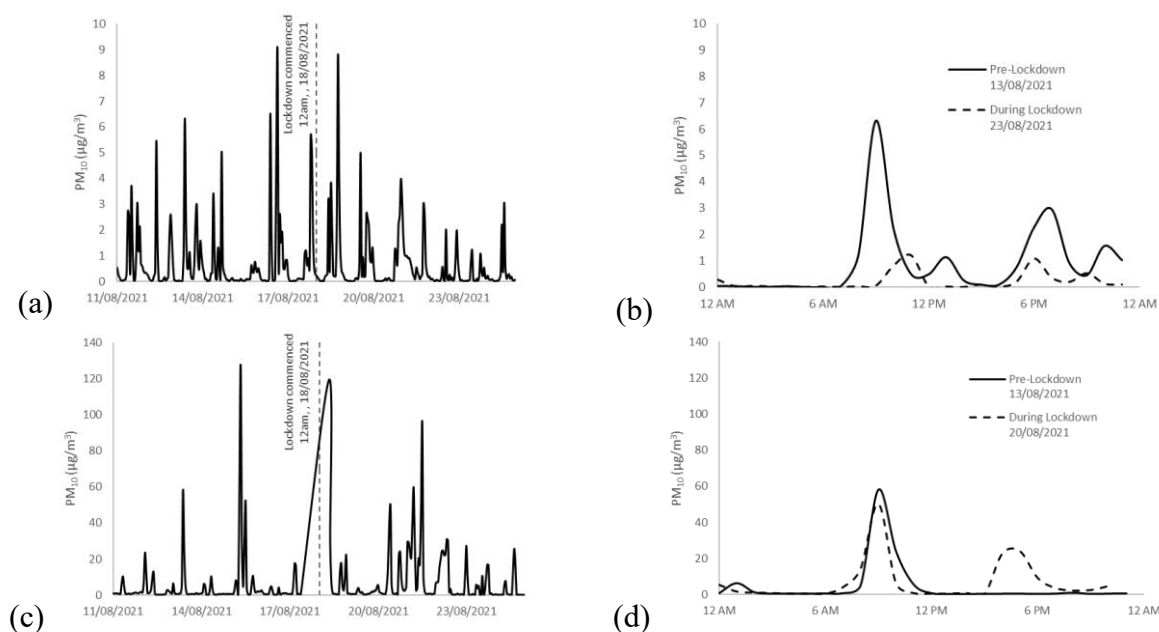 10
9
8
7
6
5
4
3
2
1
0
PM10 (µg/m3)
Lockdown commenced
12am, , 18/08/2021
11/08/2021 14/08/2021 17/08/2021 20/08/2021 23/08/2021
(a)
10
9
8
7
6
5
4
3
2
1
0
PM10 (µg/m3)
Pre-Lockdown
13/08/2021
During Lockdown
23/08/2021
12 AM 6 AM 12 PM 6 PM 12 AM
(b)
140
120
100
80
60
40
20
0
PM10 (µg/m3)
Lockdown commenced
12am, , 18/08/2021
11/08/2021 14/08/2021 17/08/2021 20/08/2021 23/08/2021
(c)
140
120
100
80
60
40
20
0
PM10 (µg/m3)
Pre-Lockdown
13/08/2021
During Lockdown
20/08/2021
12 AM 6 AM 12 PM 6 PM 12 AM
(d)